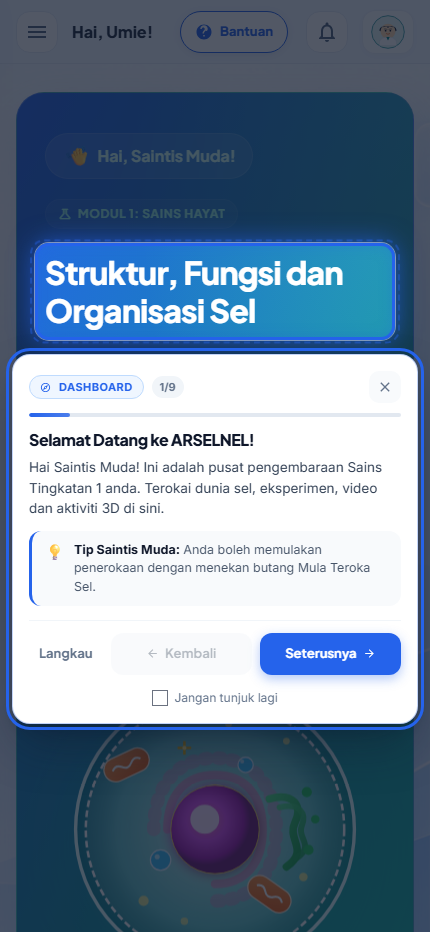 Hai, Umie!
Bantuan
Hai, Saintis Muda!
MODUL 1: SAINS HAYAT
Struktur, Fungsi dan
Organisasi Sel
DASHBOARD
1/9
Selamat Datang ke ARSELNEL!
Hai Saintis Muda! Ini adalah pusat pengembaraan Sains
Tingkatan 1 anda. Terokai dunia sel, eksperimen, video
dan aktiviti 3D di sini.
Tip Saintis Muda: Anda boleh memulakan
penerokaan dengan menekan butang Mula Teroka
Sel.
Langkau
← Kembali
Seterusnya →
Jangan tunjuk lagi